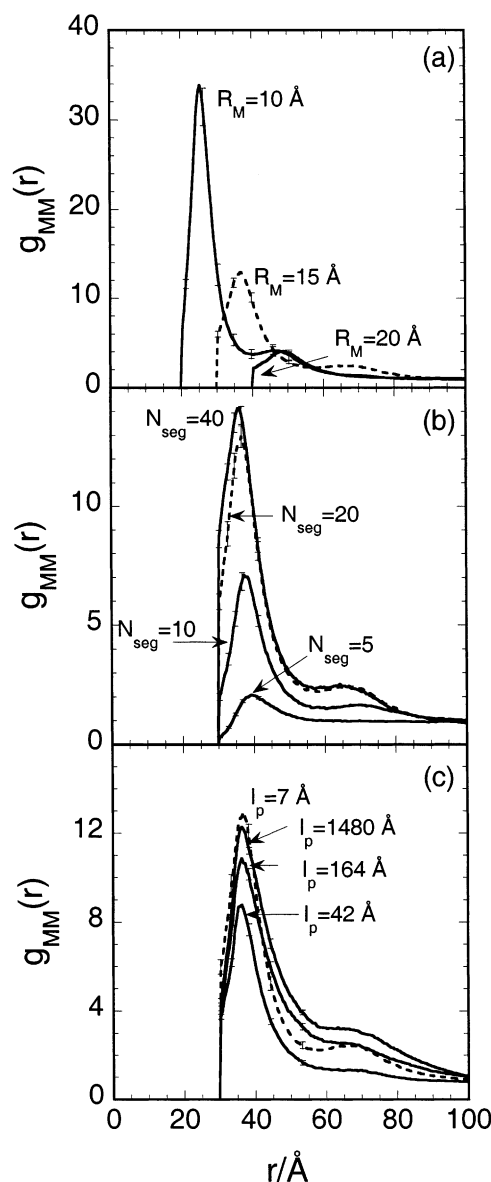 (a)
40
R_M=10 Å
30
g_MM(r)
20
R_M=15 Å
10
R_M=20 Å
0
(b)
N_seg=40
10
N_seg=20
g_MM(r)
5
N_seg=10
N_seg=5
0
(c)
l_p=7 Å
12
l_p=1480 Å
l_p=164 Å
g_MM(r)
8
l_p=42 Å
4
0
0 20 40 60 80 100
r/Å